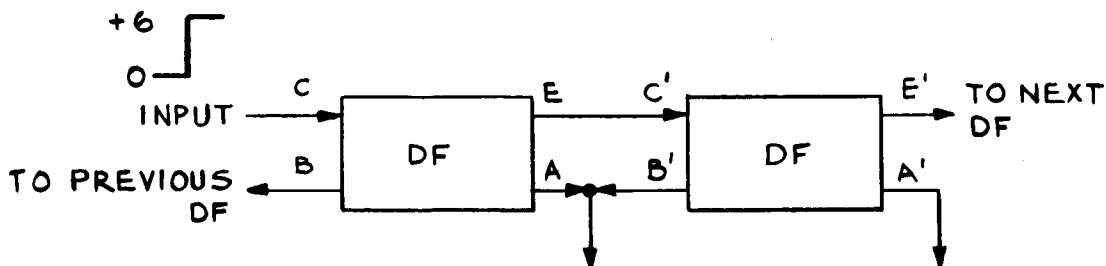 +6
0
C E C' E'
INPUT DF DF TO NEXT
DF
B A B' A'
TO PREVIOUS
DF